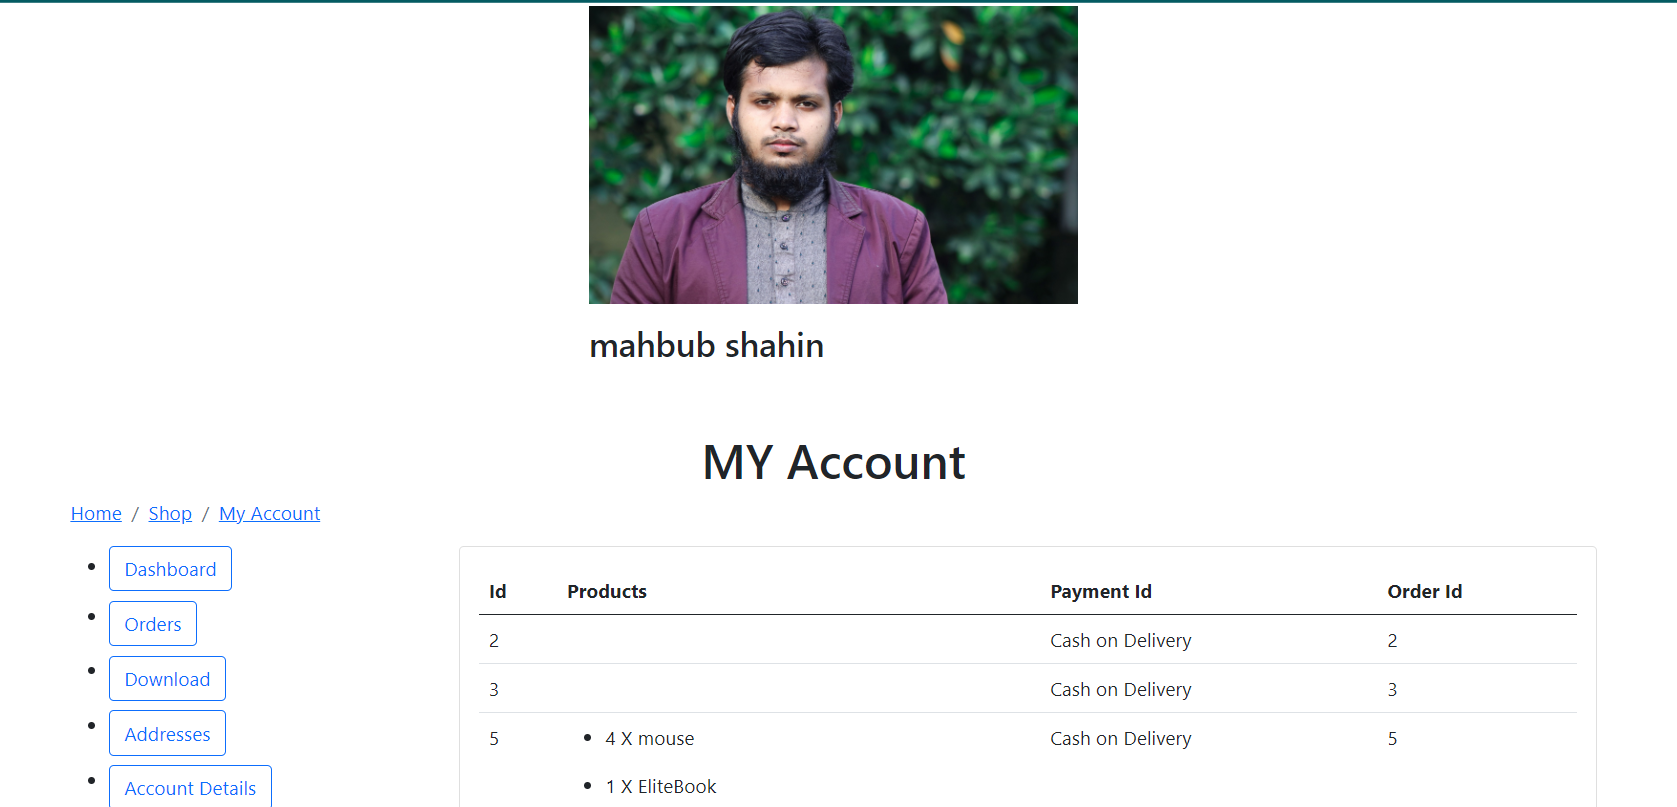 mahbub shahin
MY Account
Home / Shop / My Account
Dashboard
Orders
Download
Addresses
Account Details
Id Products Payment Id Order Id
2 Cash on Delivery 2
3 Cash on Delivery 3
5 4 X mouse Cash on Delivery 5
1 X EliteBook